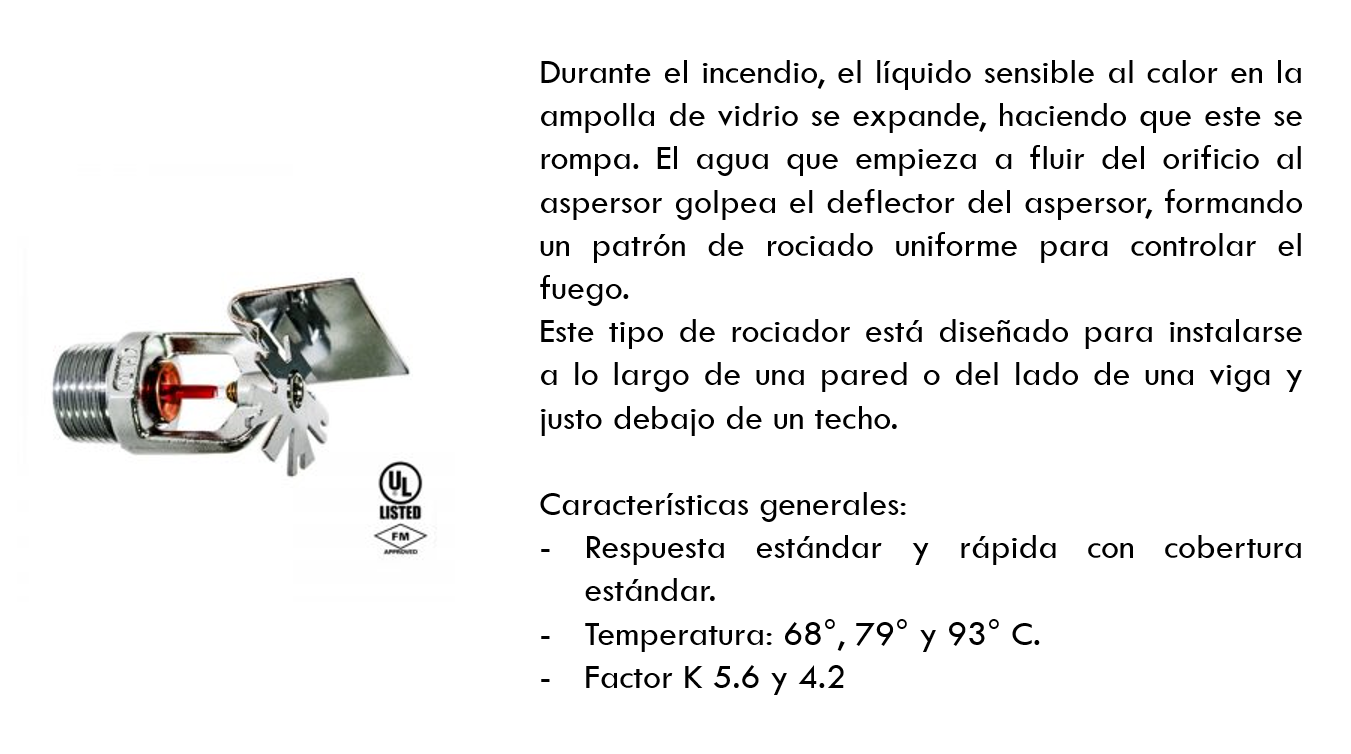 Durante el incendio, el líquido sensible al calor en la
ampolla de vidrio se expande, haciendo que este se
rompa. El agua que empieza a fluir del orificio al
aspersor golpea el deflector del aspersor, formando
un patrón de rociado uniforme para controlar el
fuego.
Este tipo de rociador está diseñado para instalarse
a lo largo de una pared o del lado de una viga y
justo debajo de un techo.
UL
LISTED
FM
APPROVED
Características generales:
- Respuesta estándar y rápida con cobertura
estándar.
- Temperatura: 68°, 79° y 93° C.
- Factor K 5.6 y 4.2